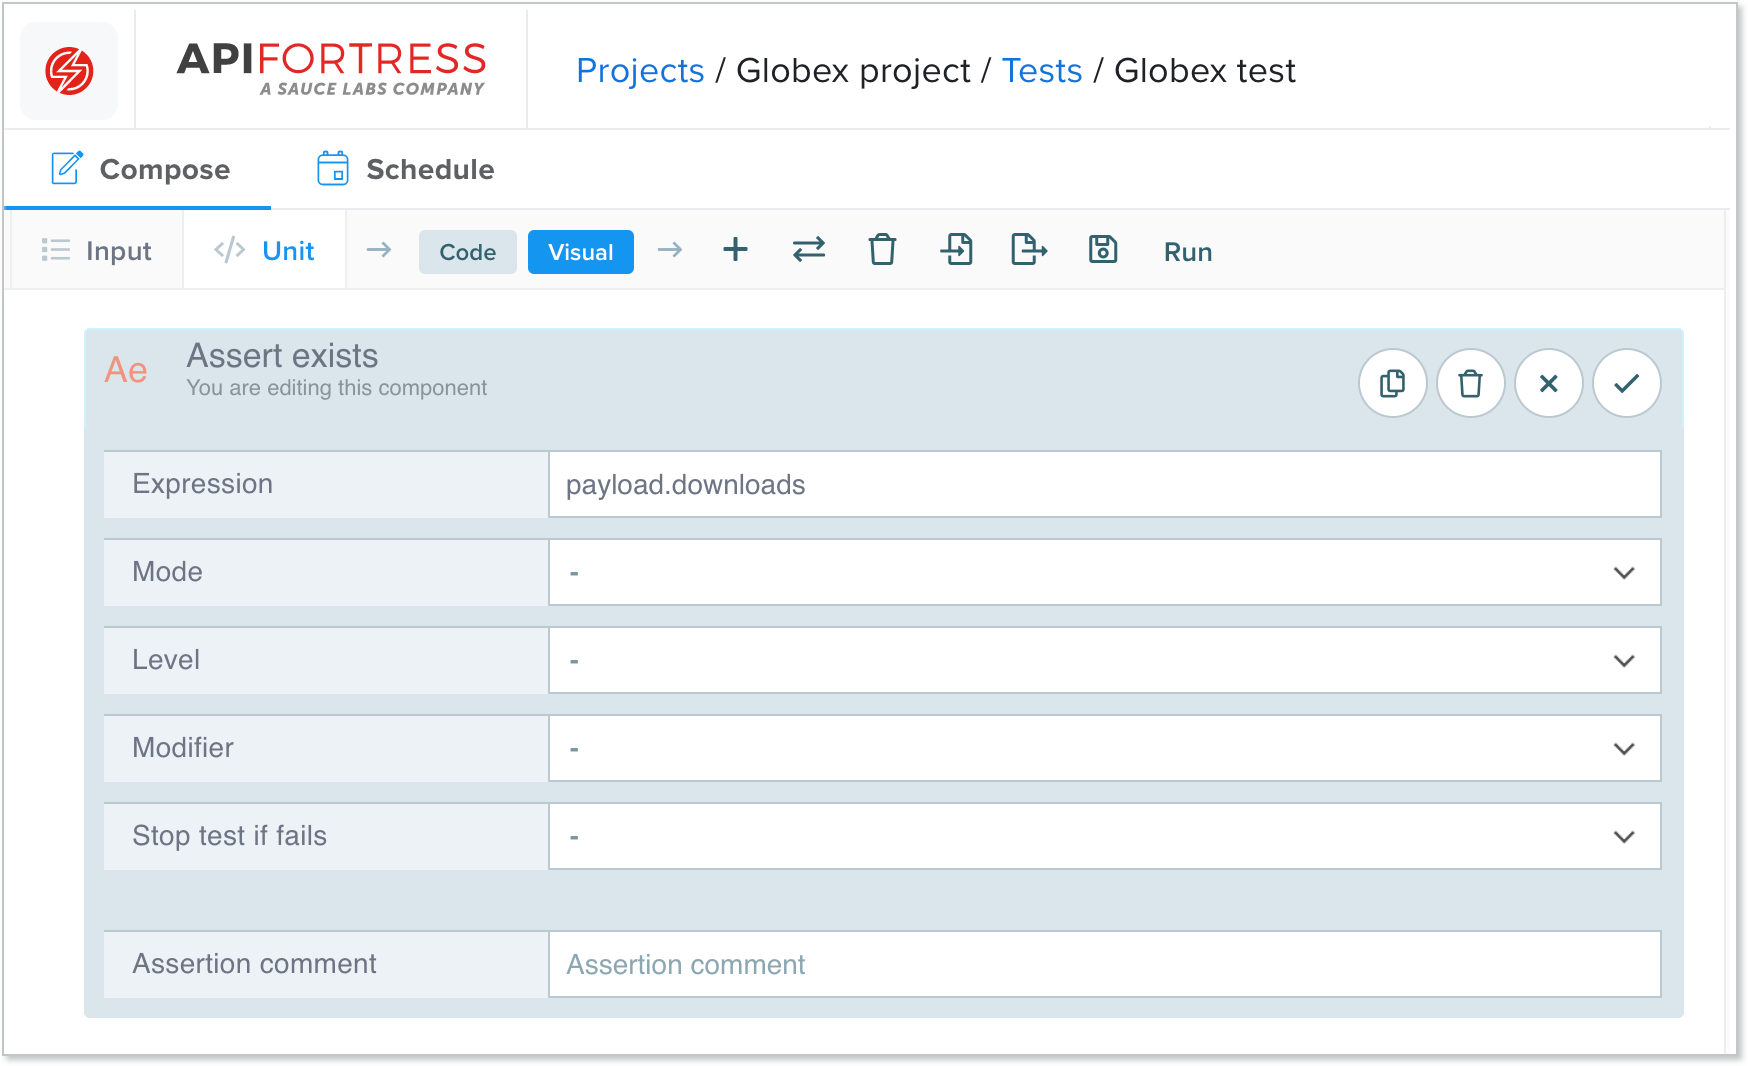 APIFORTRESS
A SAUCE LABS COMPANY
Projects / Globex project / Tests / Globex test
Compose
Schedule
Input
Unit
Code
Visual
Run
Ae
Assert exists
You are editing this component
Expression
payload.downloads
Mode
-
Level
-
Modifier
-
Stop test if fails
-
Assertion comment
Assertion comment